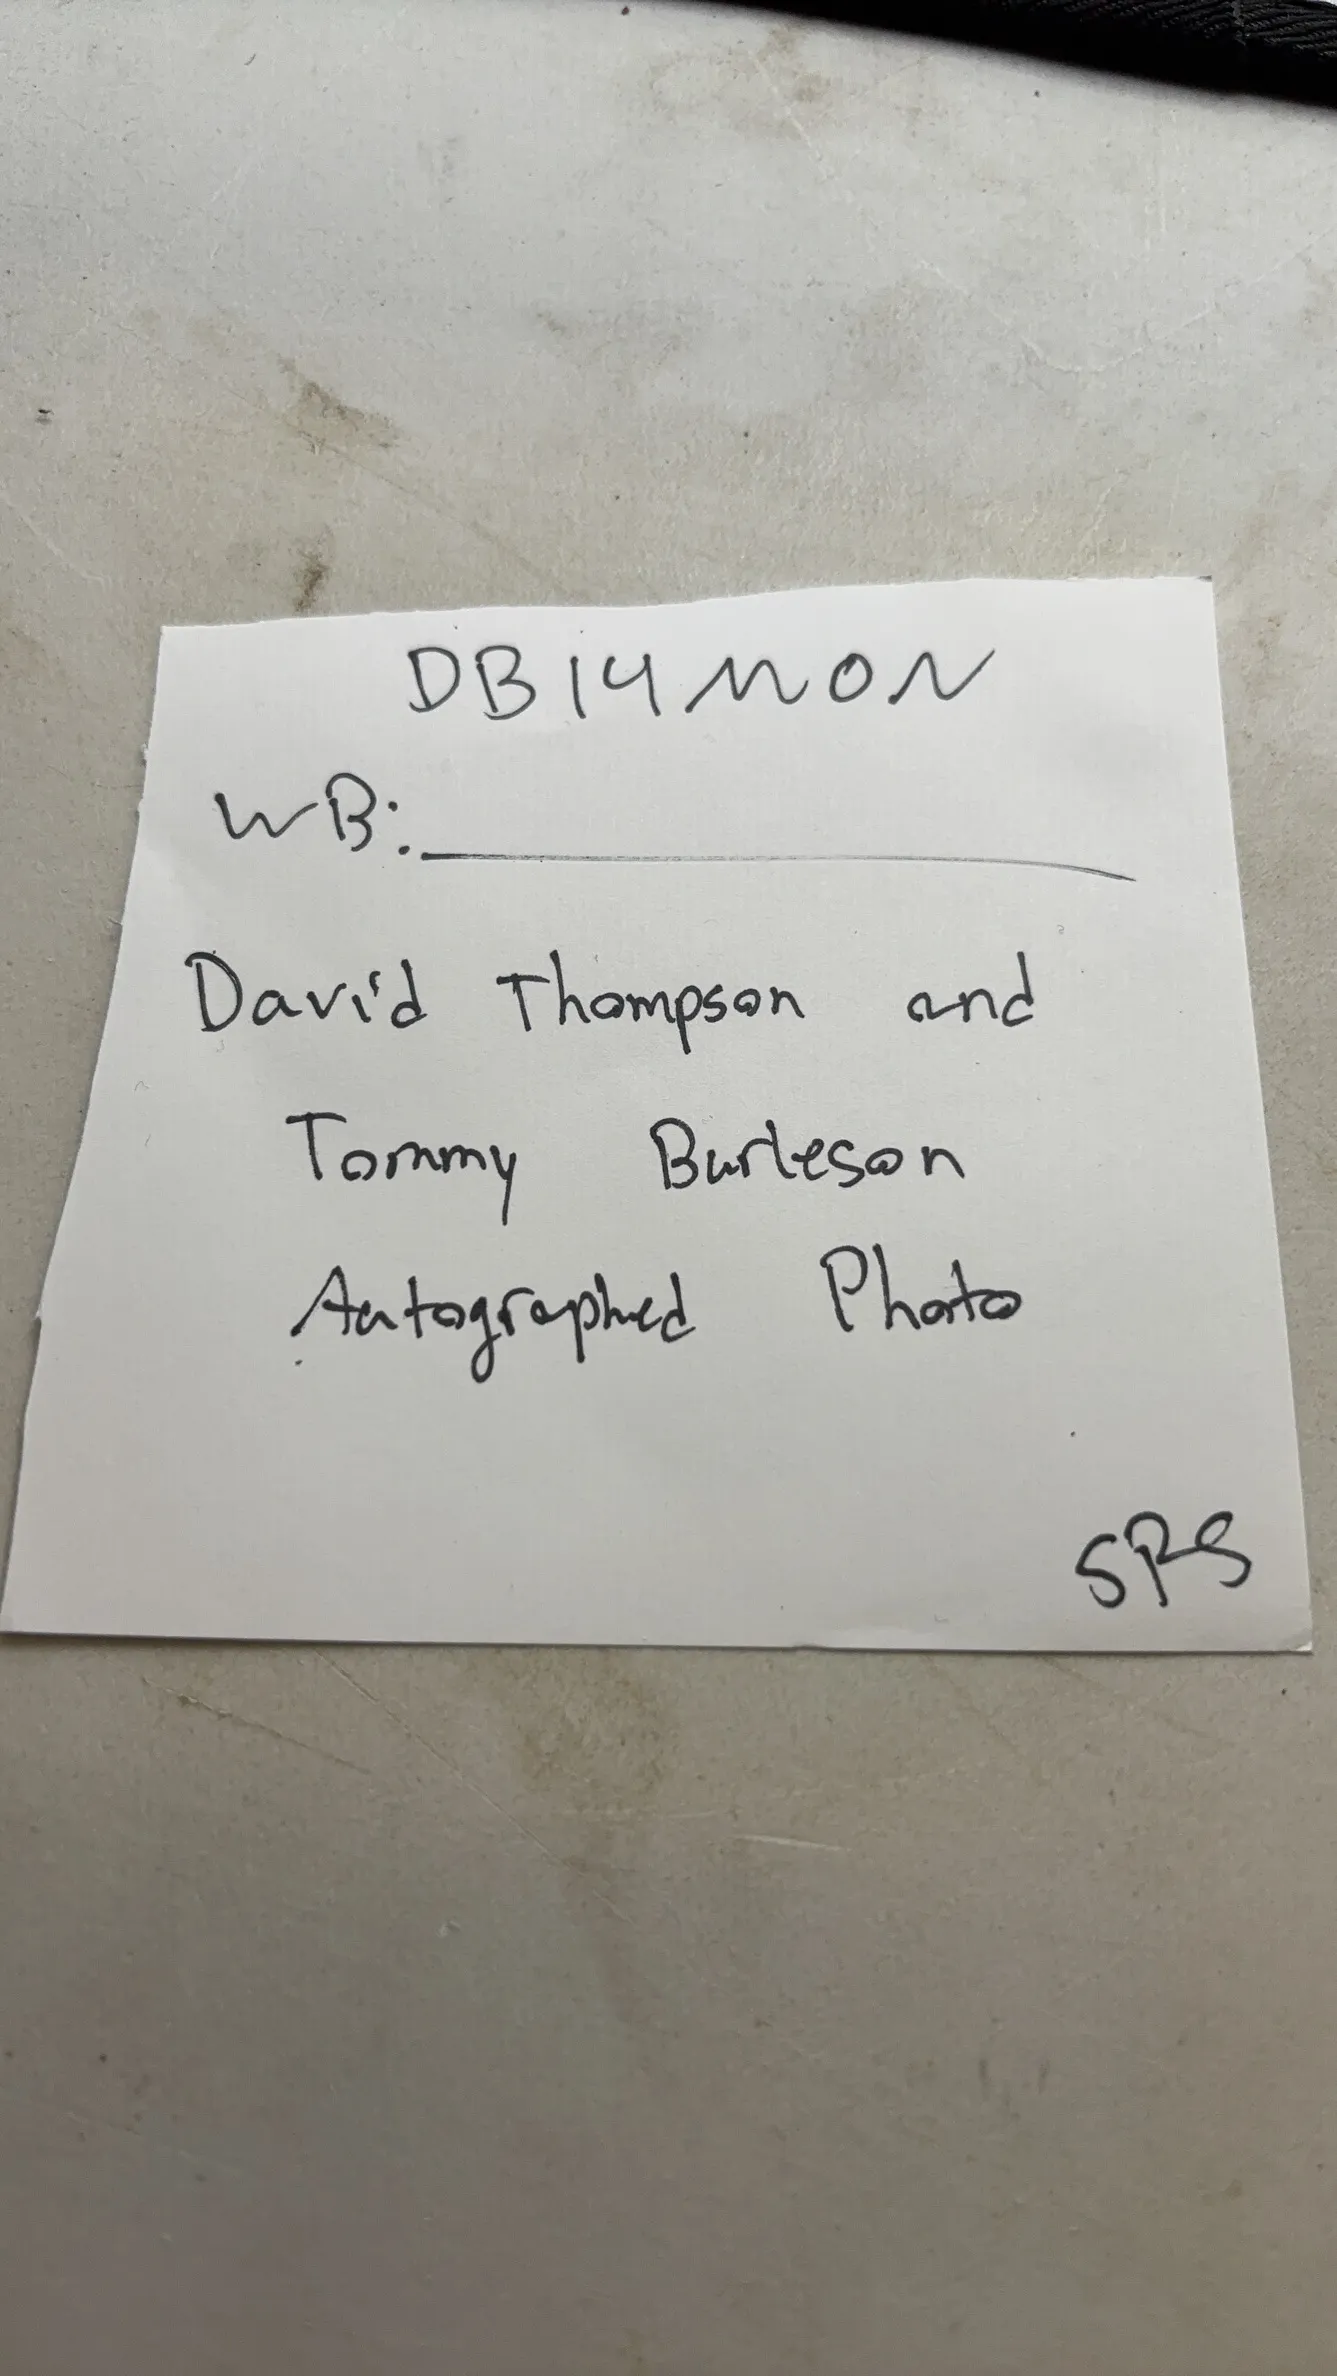 DB14MON
WB:
David Thompson and
Tommy Burleson
Autographed Photo
SRS